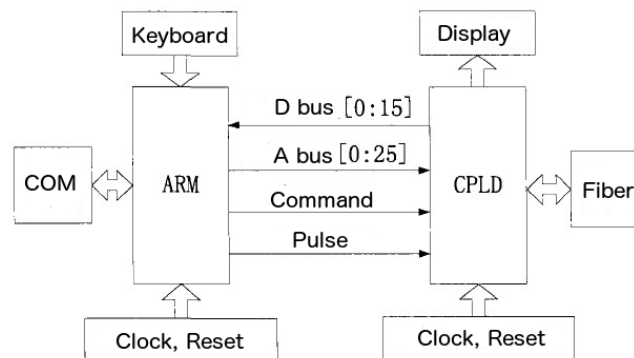 Keyboard
Display
D bus [0:15]
A bus [0:25]
COM
ARM
CPLD
Fiber
Command
Pulse
Clock, Reset
Clock, Reset